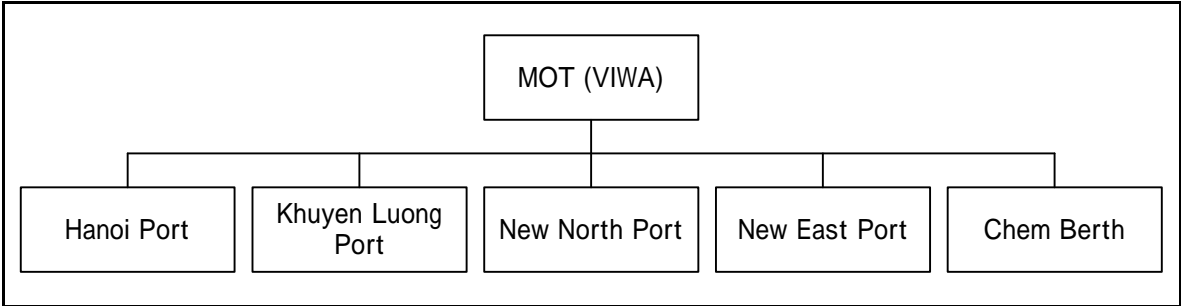 MOT (VIWA)
Hanoi Port
Khuyen Luong
Port
New North Port
New East Port
Chem Berth